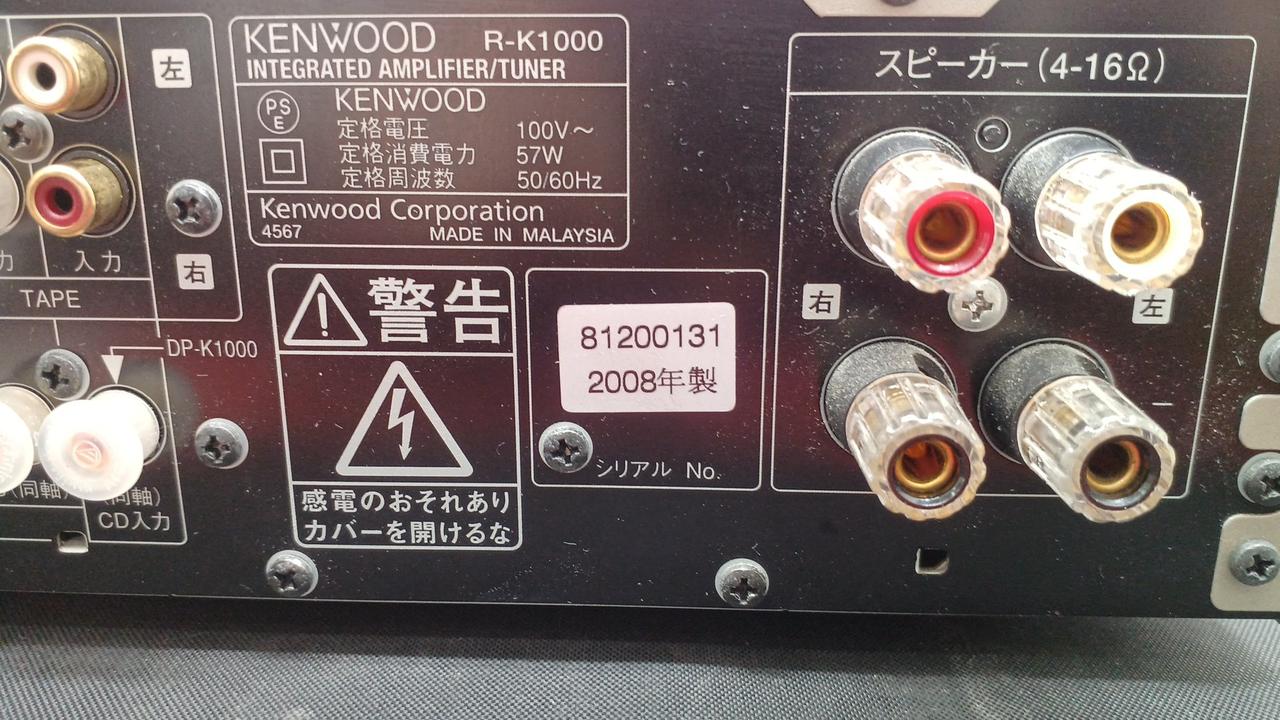 左
入力
右
TAPE
DP-K1000
(同軸)
CD入力
KENWOOD R-K1000
INTEGRATED AMPLIFIER/TUNER
PS
E
KENWOOD
定格電圧 100V～
定格消費電力 57W
定格周波数 50/60Hz
Kenwood Corporation
4567 MADE IN MALAYSIA
警告
感電のおそれあり
カバーを開けるな
81200131
2008年製
シリアル No.
スピーカー(4-16Ω)
右
左